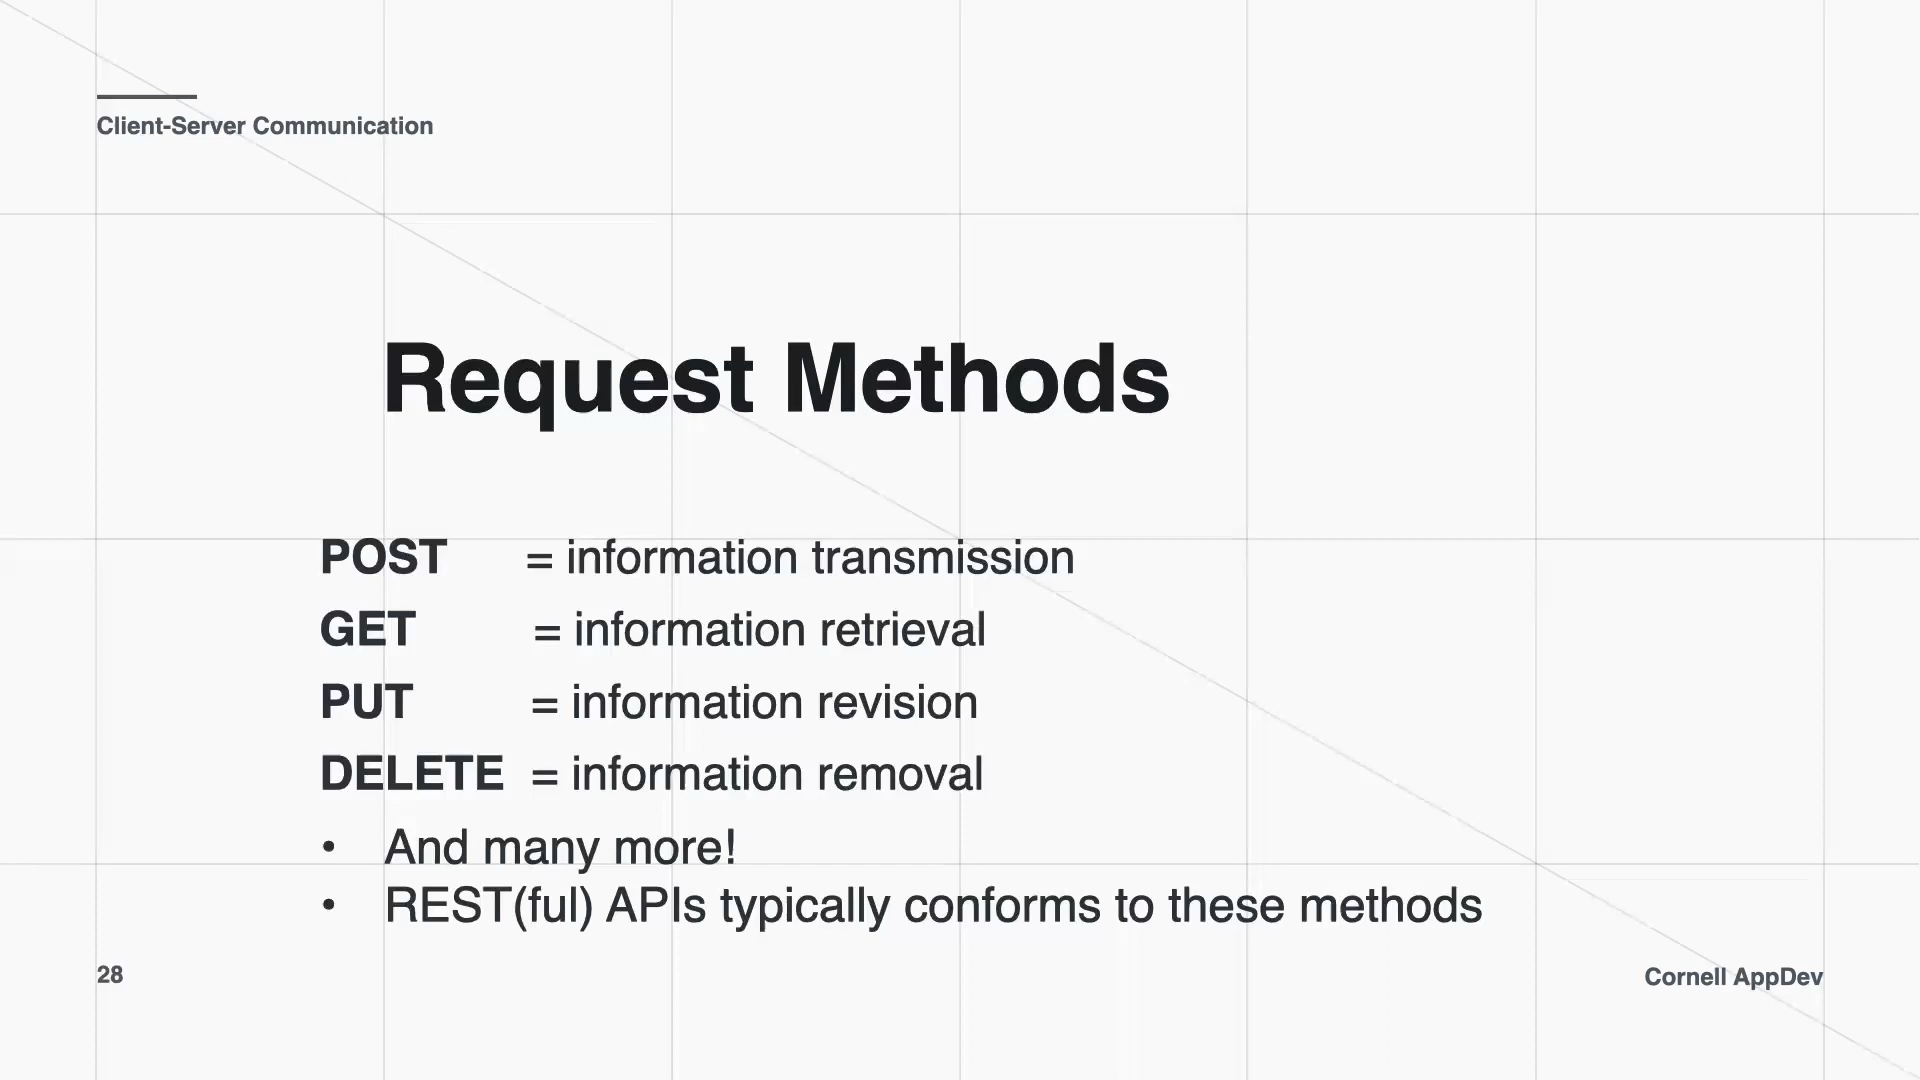 Client-Server Communication
Request Methods
POST = information transmission
GET = information retrieval
PUT = information revision
DELETE = information removal
• And many more!
• REST(ful) APIs typically conforms to these methods
28
Cornell AppDev